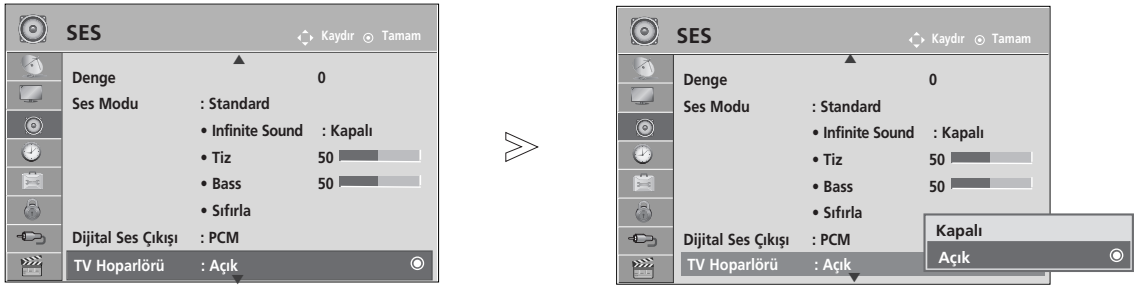 SES
Kaydır Tamam
Denge 0
Ses Modu : Standard
• Infinite Sound : Kapalı
• Tiz 50
• Bass 50
• Sıfırla
Dijital Ses Çıkışı : PCM
TV Hoparlörü : Açık
SES
Kaydır Tamam
Denge 0
Ses Modu : Standard
• Infinite Sound : Kapalı
• Tiz 50
• Bass 50
• Sıfırla
Dijital Ses Çıkışı : PCM
TV Hoparlörü : Açık
Kapalı
Açık